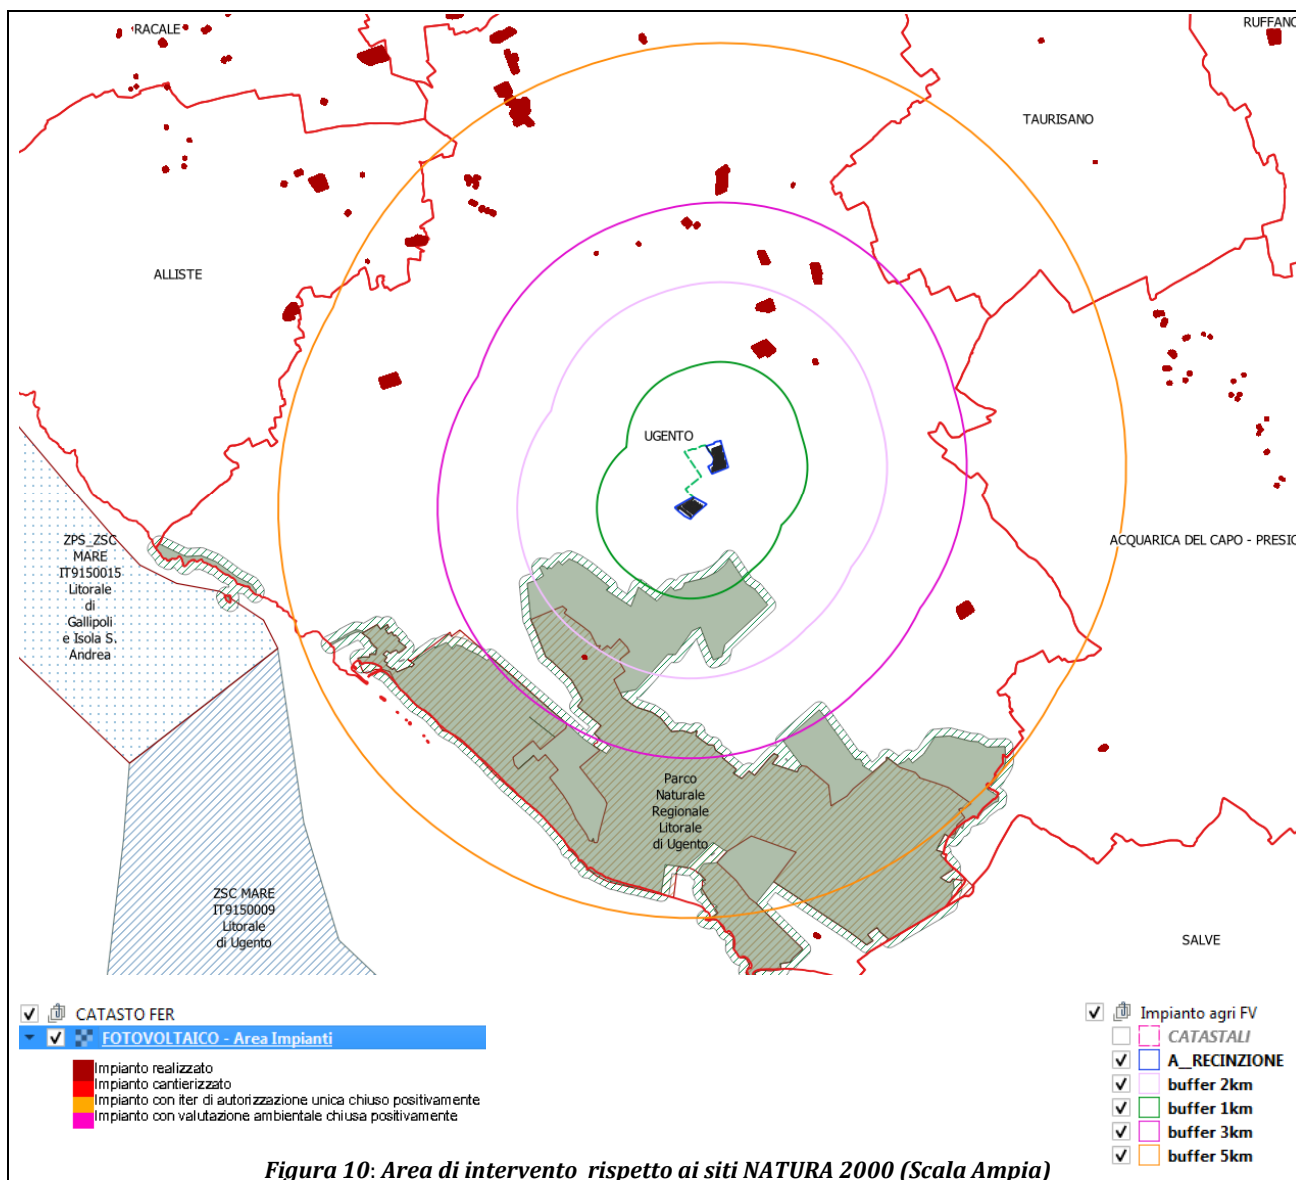 RACALE
RUFFANO
TAURISANO
ALLISTE
UGENTO
ZPS_ZSC
MARE
IT9150015
Litorale
di
Gallipoli
e Isola S.
Andrea
ACQUARICA DEL CAPO - PRESIC
Parco
Naturale
Regionale
Litorale
di Ugento
ZSC MARE
IT9150009
Litorale
di Ugento
SALVE
CATASTO FER
FOTOVOLTAICO - Area Impianti
Impianto realizzato
Impianto cantierizzato
Impianto con iter di autorizzazione unica chiuso positivamente
Impianto con valutazione ambientale chiusa positivamente
Impianto agri FV
CATASTALI
A__RECINZIONE
buffer 2km
buffer 1km
buffer 3km
buffer 5km
Figura 10: Area di intervento rispetto ai siti NATURA 2000 (Scala Ampia)